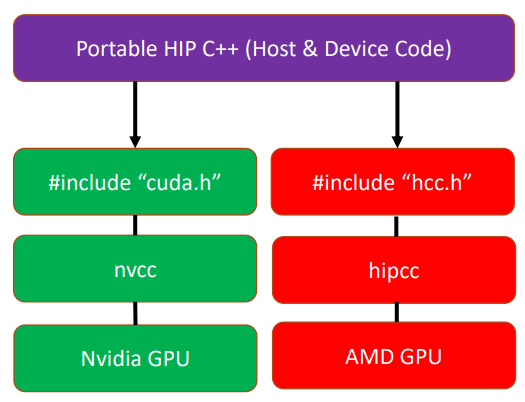 Portable HIP C++ (Host & Device Code)
#include “cuda.h”
#include “hcc.h”
nvcc
hipcc
Nvidia GPU
AMD GPU